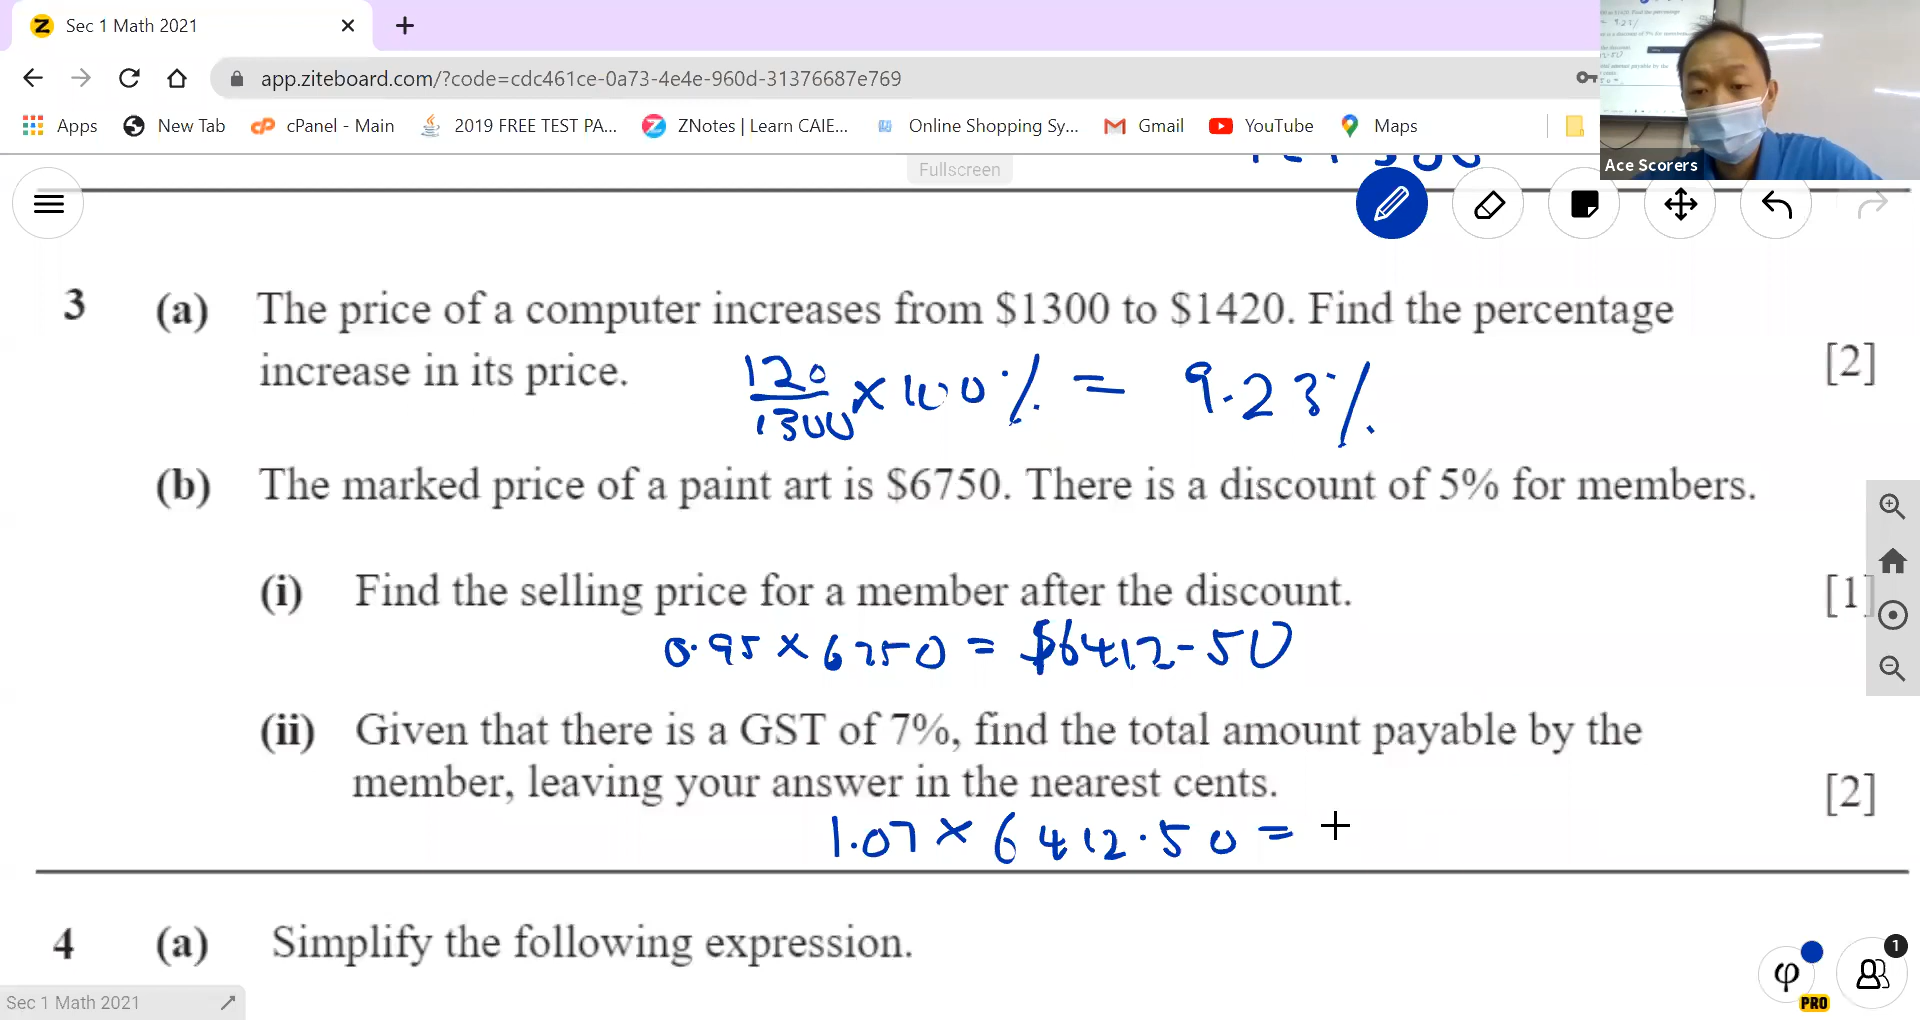 Sec 1 Math 2021
app.ziteboard.com/?code=cdc461ce-0a73-4e4e-960d-31376687e769
Apps New Tab cPanel - Main 2019 FREE TEST PA... ZNotes | Learn CAIE... Online Shopping Sy... Gmail YouTube Maps
Ace Scorers
Fullscreen
3 (a) The price of a computer increases from $1300 to $1420. Find the percentage
increase in its price. [2]
120/1300 × 100% = 9.23%
(b) The marked price of a paint art is $6750. There is a discount of 5% for members.
(i) Find the selling price for a member after the discount. [1]
0.95 × 6750 = $6412-50
(ii) Given that there is a GST of 7%, find the total amount payable by the
member, leaving your answer in the nearest cents. [2]
1.07 × 6412.50 =
4 (a) Simplify the following expression.
1
PRO
Sec 1 Math 2021